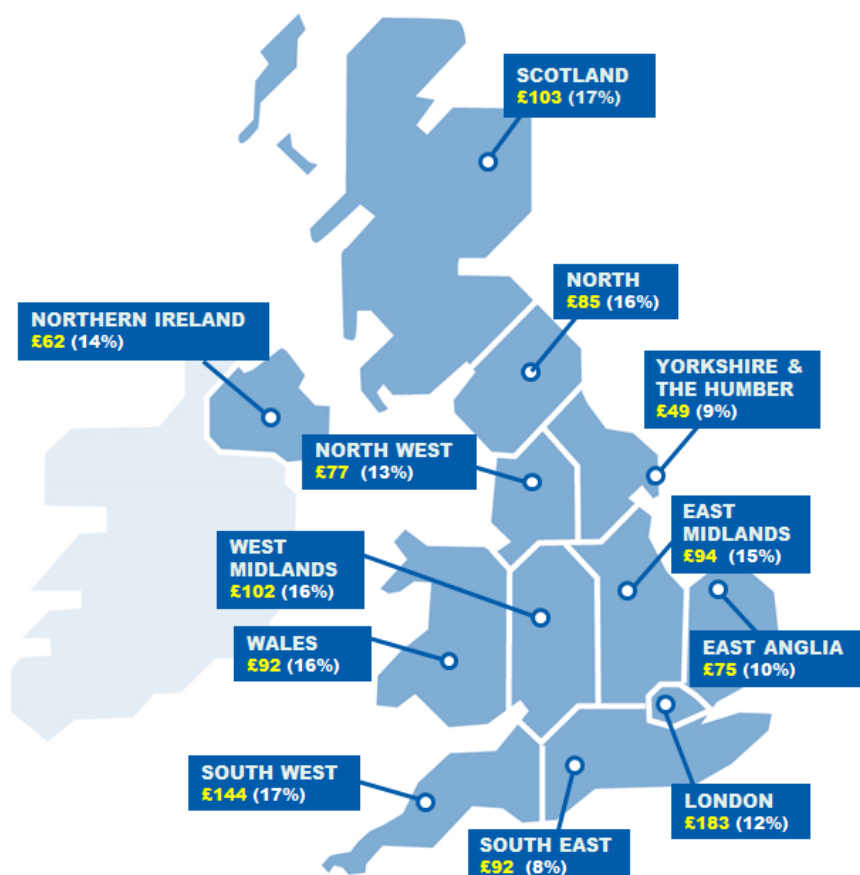 SCOTLAND
£103 (17%)
NORTH
£85 (16%)
NORTHERN IRELAND
£62 (14%)
YORKSHIRE &
THE HUMBER
£49 (9%)
NORTH WEST
£77 (13%)
EAST
MIDLANDS
£94 (15%)
WEST
MIDLANDS
£102 (16%)
WALES
£92 (16%)
EAST ANGLIA
£75 (10%)
SOUTH WEST
£144 (17%)
LONDON
£183 (12%)
SOUTH EAST
£92 (8%)